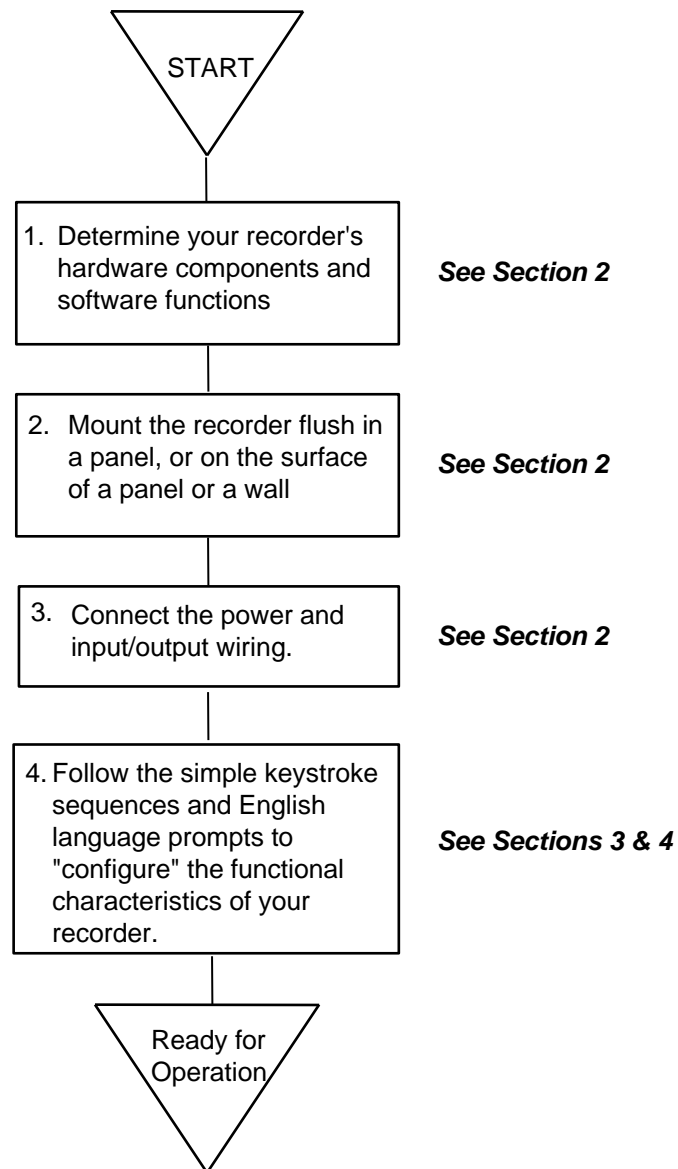 START
1. Determine your recorder's
hardware components and
software functions
See Section 2
2. Mount the recorder flush in
a panel, or on the surface
of a panel or a wall
See Section 2
3. Connect the power and
input/output wiring.
See Section 2
4. Follow the simple keystroke
sequences and English
language prompts to
"configure" the functional
characteristics of your
recorder.
See Sections 3 & 4
Ready for
Operation